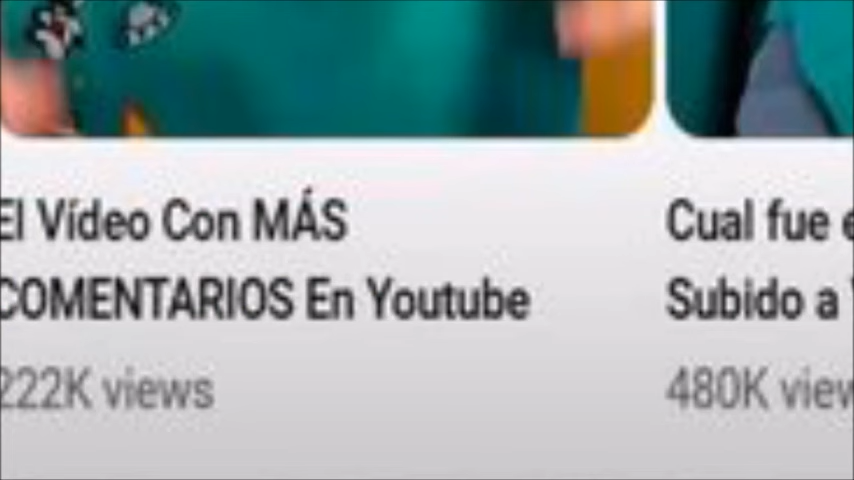 El Vídeo Con MÁS
COMENTARIOS En Youtube
222K views
Cual fue
Subido a
480K